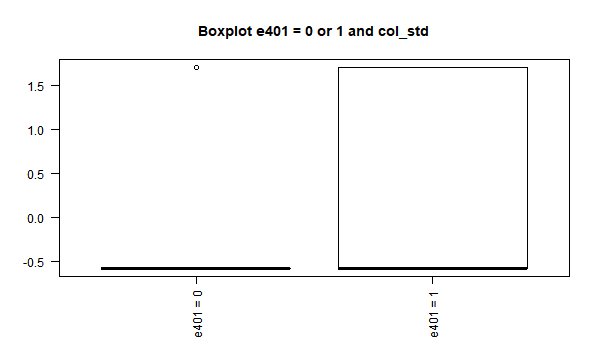 Boxplot e401 = 0 or 1 and col_std
1.5
1.0
0.5
0.0
-0.5
e401 = 0
e401 = 1